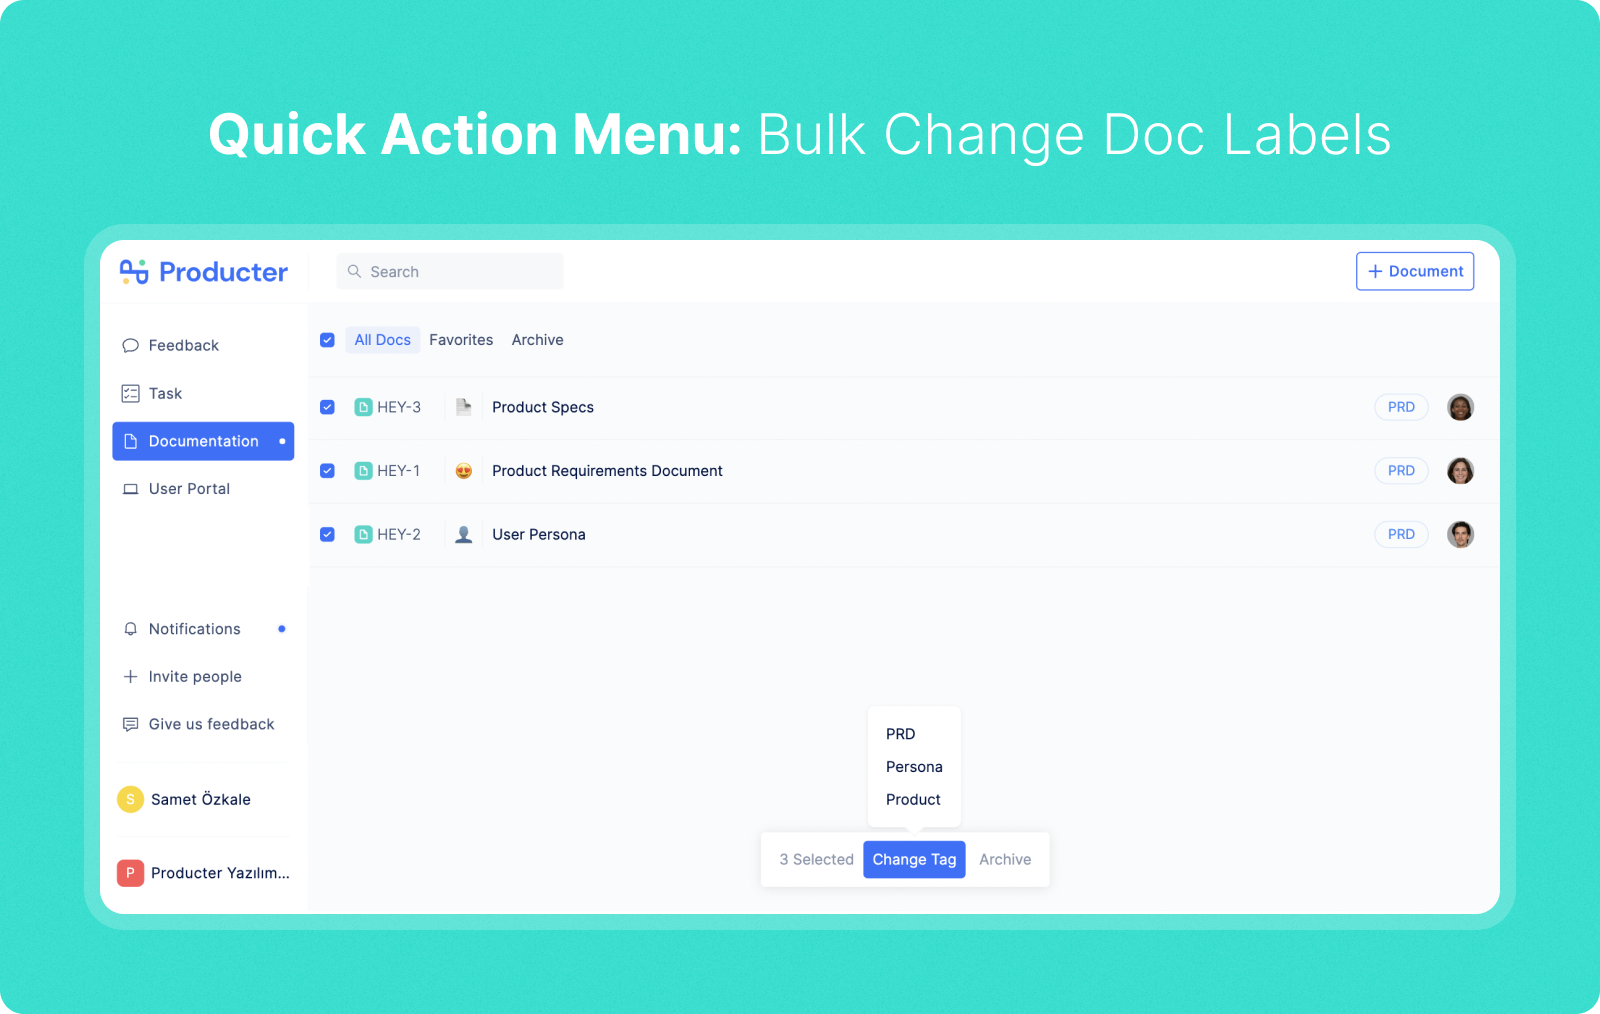 Quick Action Menu: Bulk Change Doc Labels
Producter
Search
+ Document
Feedback
Task
Documentation
User Portal
Notifications
Invite people
Give us feedback
S Samet Özkale
P Producter Yazılım...
All Docs Favorites Archive
HEY-3 Product Specs PRD
HEY-1 Product Requirements Document PRD
HEY-2 User Persona PRD
PRD
Persona
Product
3 Selected Change Tag Archive